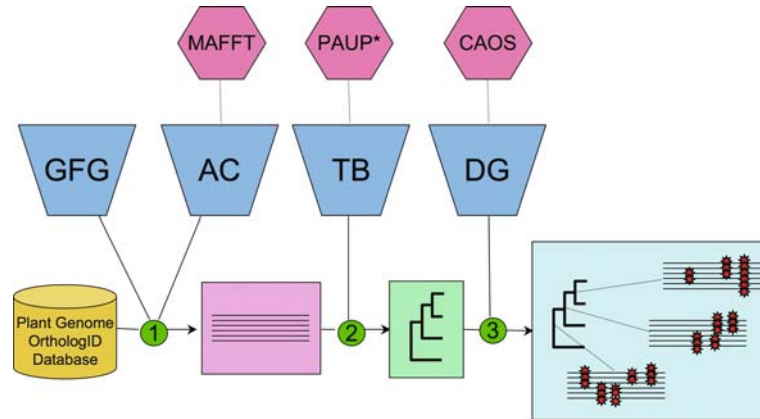 MAFFT
PAUP*
CAOS
GFG
AC
TB
DG
Plant Genome
OrthologID
Database
1
2
3